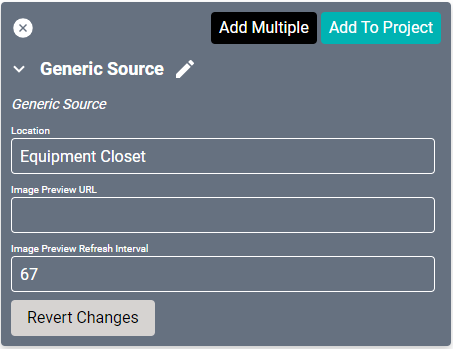 Add Multiple
Add To Project
Generic Source
Generic Source
Location
Equipment Closet
Image Preview URL
Image Preview Refresh Interval
67
Revert Changes